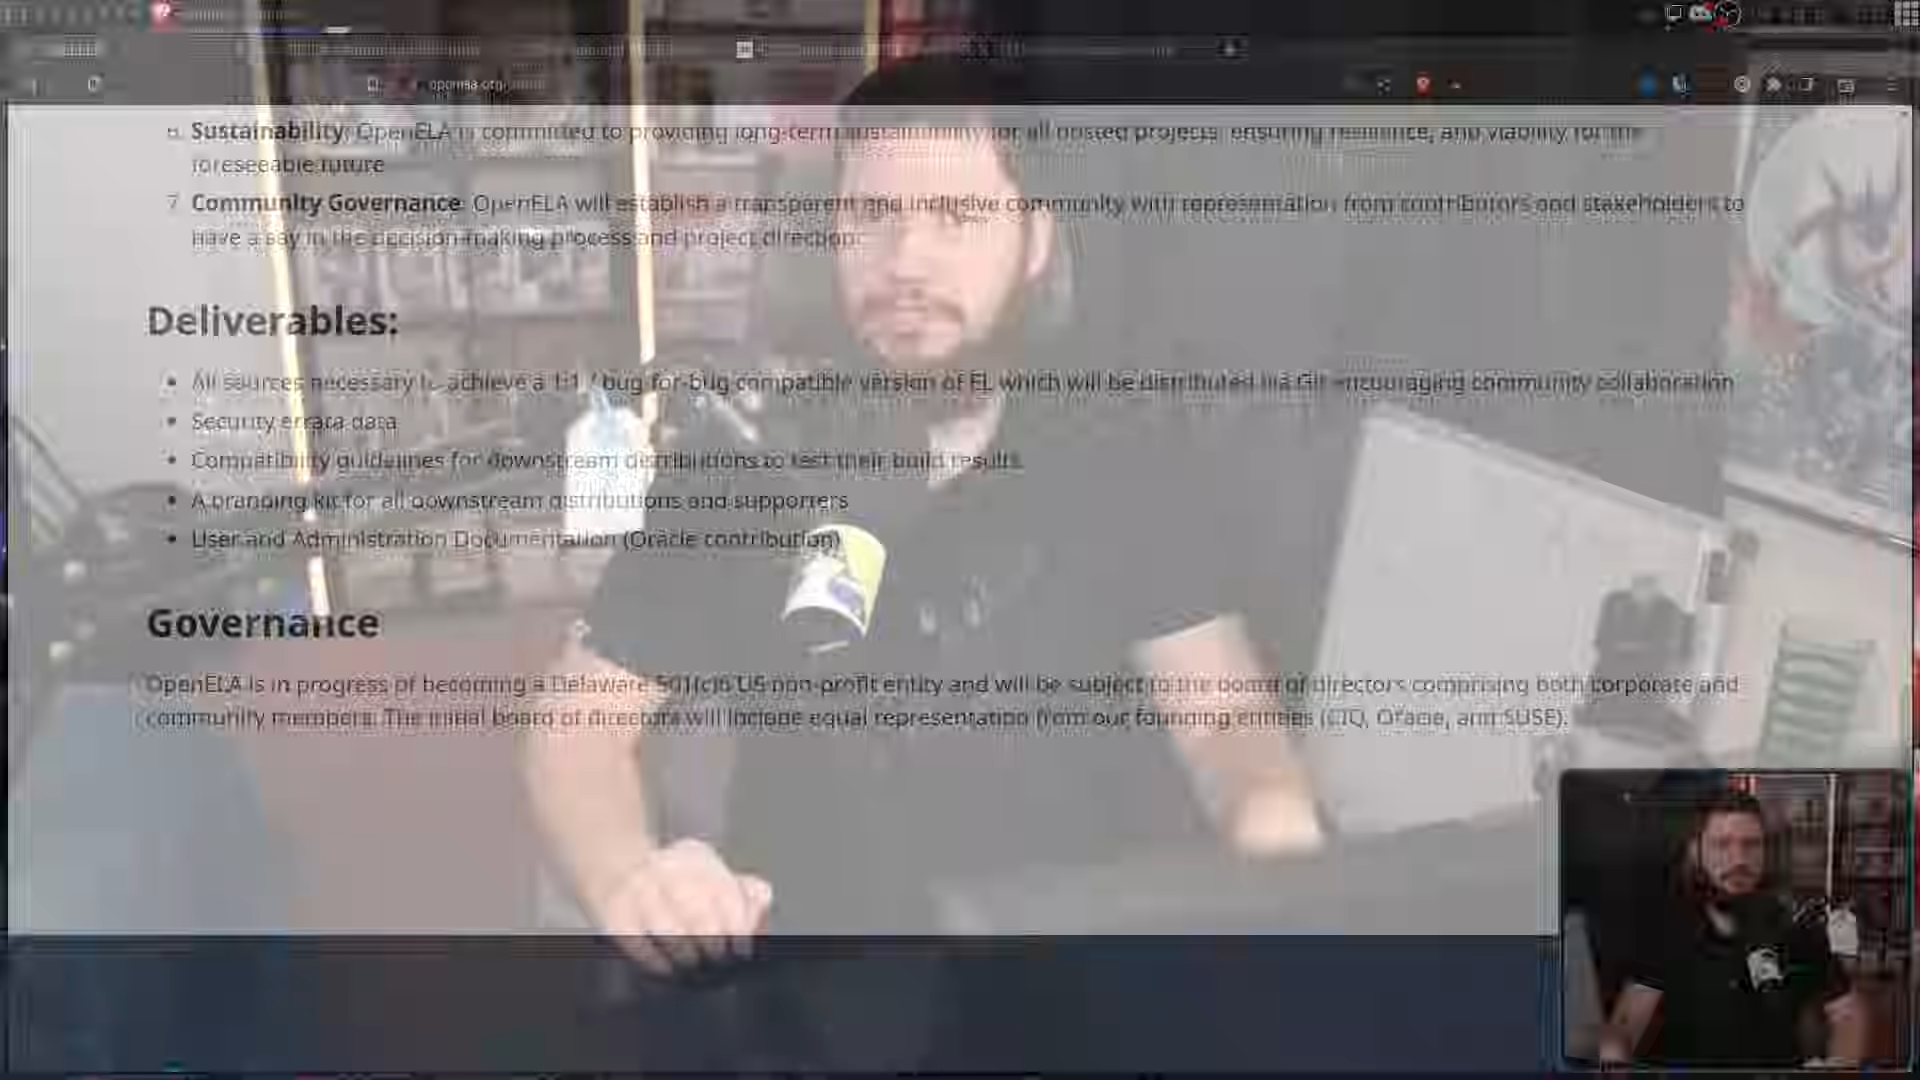 openela.org
6. Sustainability: OpenELA is committed to providing long-term sustainability for all hosted projects, ensuring resilience, and viability for the
foreseeable future
7. Community Governance: OpenELA will establish a transparent and inclusive community with representation from contributors and stakeholders to
have a say in the decision-making process and project direction.
Deliverables:
• All sources necessary to achieve a 1:1 / bug-for-bug compatible version of EL which will be distributed via Git encouraging community collaboration
• Security errata data
• Compatibility guidelines for downstream distributions to test their build results
• A branding kit for all downstream distributions and supporters
• User and Administration Documentation (Oracle contribution)
Governance
OpenELA is in progress of becoming a Delaware 501(c)6 US non-profit entity and will be subject to the board of directors comprising both corporate and
community members. The initial board of directors will include equal representation from our founding entities (CIQ, Oracle, and SUSE).